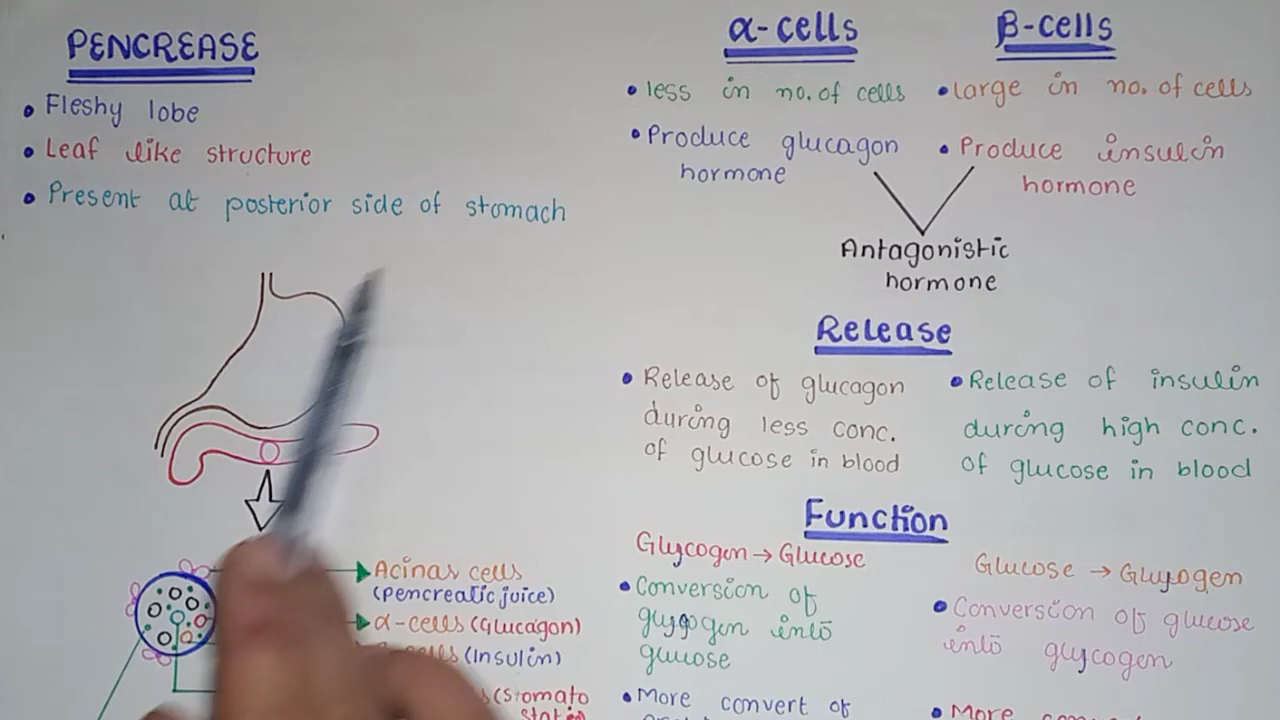 PENCREASE
• Fleshy lobe
• Leaf like structure
• Present at posterior side of stomach
Acinas cells
(pencreatic juice)
α-cells (Glucagon)
cells (Insulin)
(stomato
α-cells
• less in no. of cells
• Produce glucagon
hormone
β-cells
• large in no. of cells
• Produce insulin
hormone
Antagonistic
hormone
Release
• Release of glucagon
during less conc.
of glucose in blood
• Release of insulin
during high conc.
of glucose in blood
Function
Glycogen → Glucose
• Conversion of
glygogen into
glucose
• More convert of
Glucose → Glycogen
• Conversion of glucose
into glycogen
• More